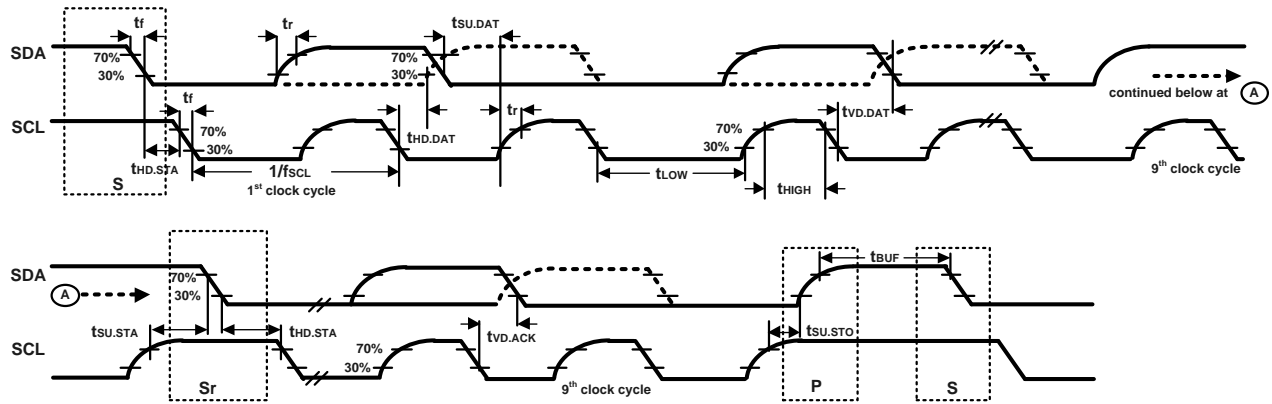 tf
tr
tSU.DAT
SDA
70%
30%
70%
30%
continued below at A
tf
tHD.DAT
tr
tVD.DAT
SCL
70%
30%
70%
30%
tHD.STA
1/fSCL
1st clock cycle
tLOW
tHIGH
9th clock cycle
S
SDA
70%
30%
A
tBUF
tSU.STA
tHD.STA
tVD.ACK
tSU.STO
SCL
70%
30%
9th clock cycle
Sr
P
S